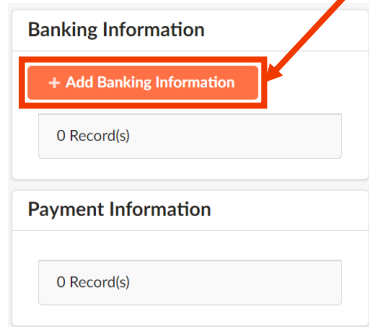 Banking Information
+ Add Banking Information
0 Record(s)
Payment Information
0 Record(s)